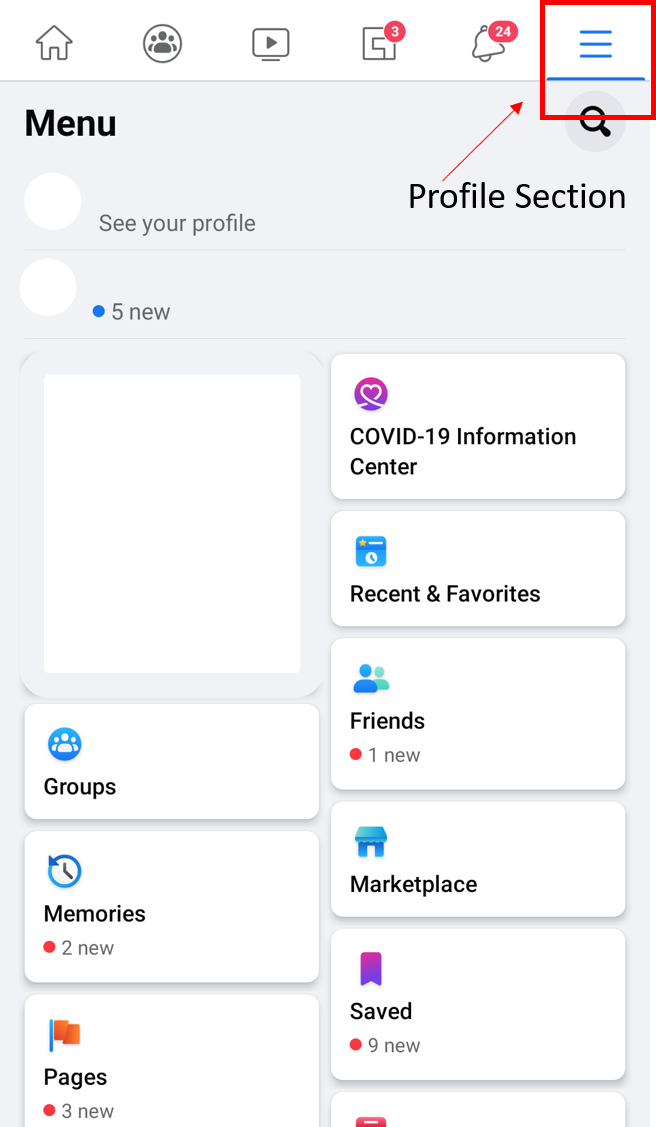 3
24
Menu
Profile Section
See your profile
5 new
COVID-19 Information
Center
Recent & Favorites
Friends
1 new
Groups
Marketplace
Memories
2 new
Saved
9 new
Pages
3 new